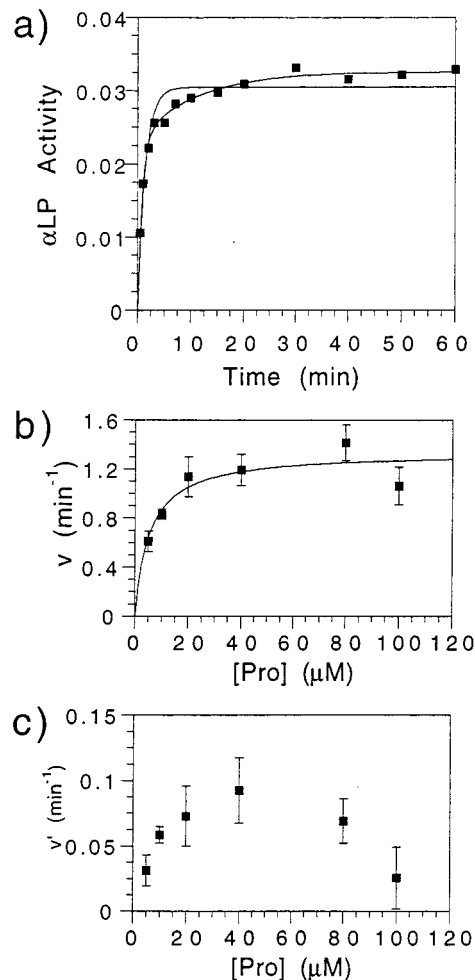 a)
0.04
0.03
0.02
0.01
0
αLP Activity
0 10 20 30 40 50 60
Time (min)
b)
1.6
1.2
0.8
0.4
0
v (min⁻¹)
0 20 40 60 80 100 120
[Pro] (μM)
c)
0.15
0.1
0.05
0
v' (min⁻¹)
0 20 40 60 80 100 120
[Pro] (μM)